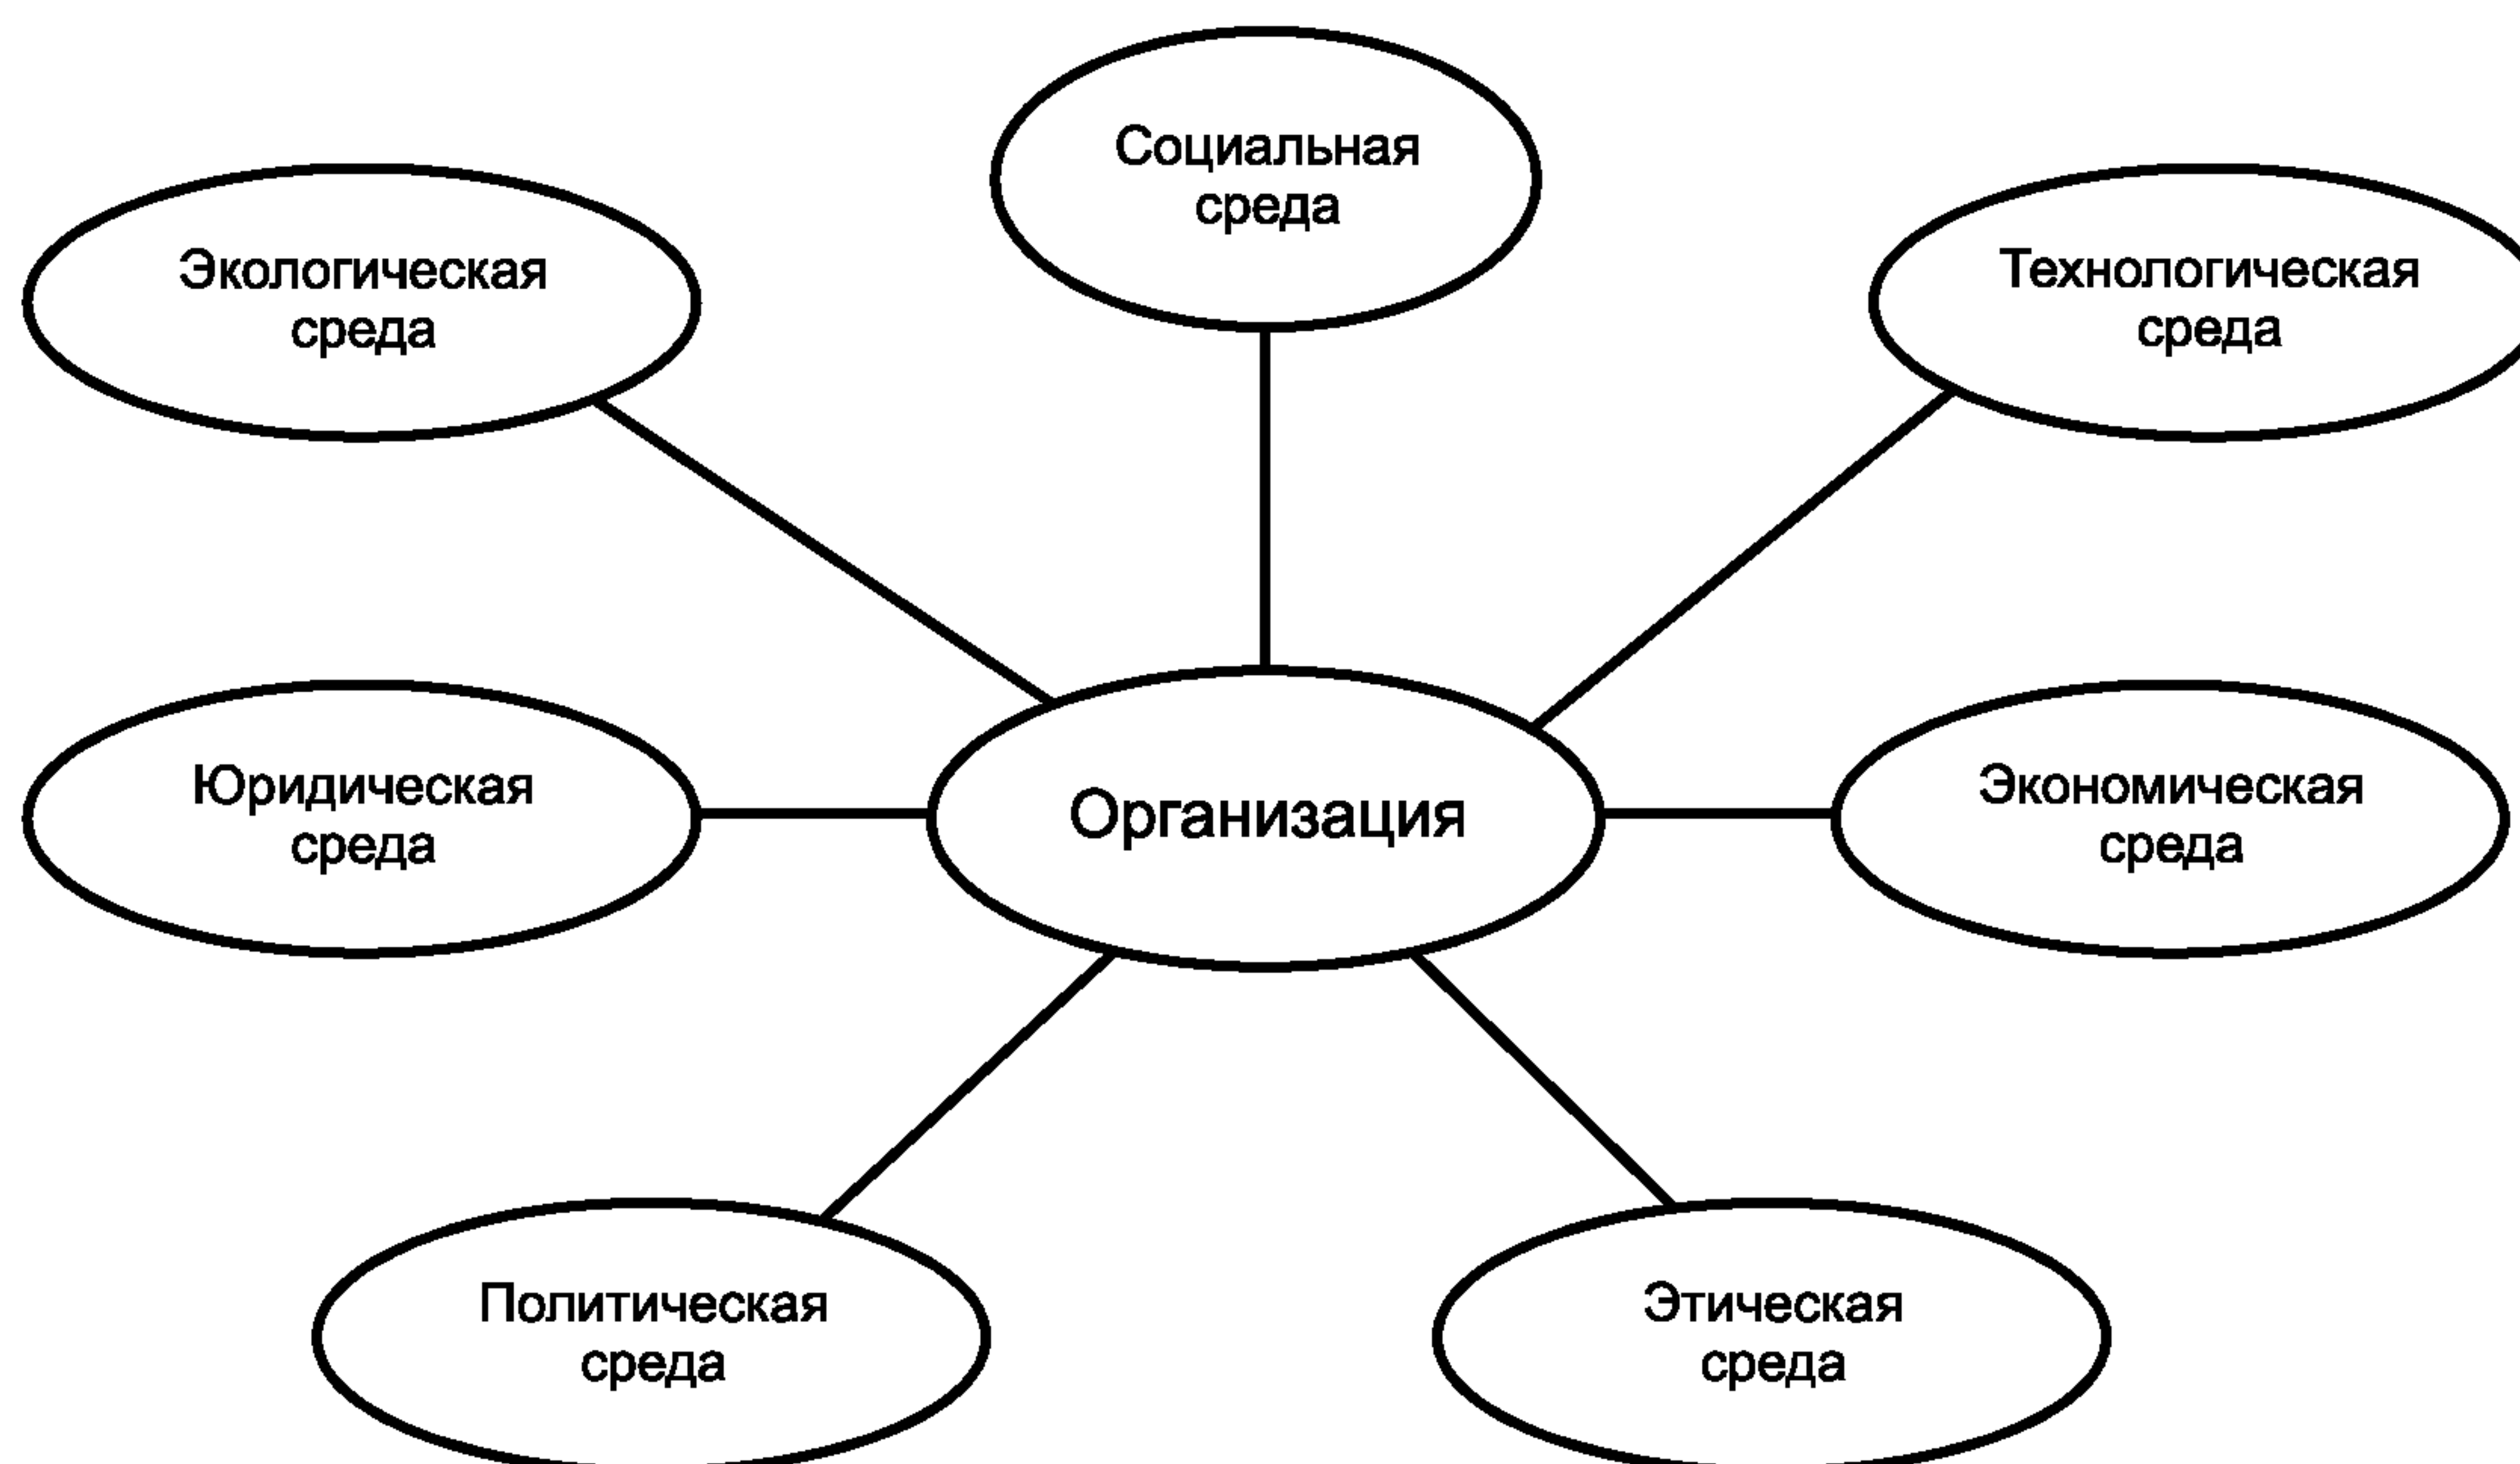 Социальная
среда
Экологическая
среда
Технологическая
среда
Юридическая
среда
Организация
Экономическая
среда
Политическая
среда
Этическая
среда